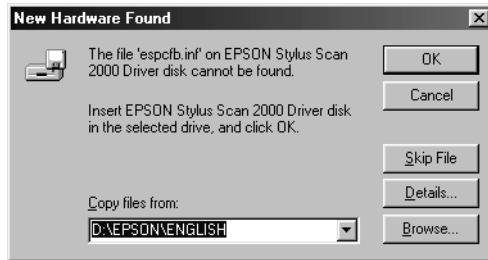 New Hardware Found
The file 'espcfb.inf' on EPSON Stylus Scan
2000 Driver disk cannot be found.
Insert EPSON Stylus Scan 2000 Driver disk
in the selected drive, and click OK.
Copy files from:
D:\EPSON\ENGLISH
OK
Cancel
Skip File
Details...
Browse...